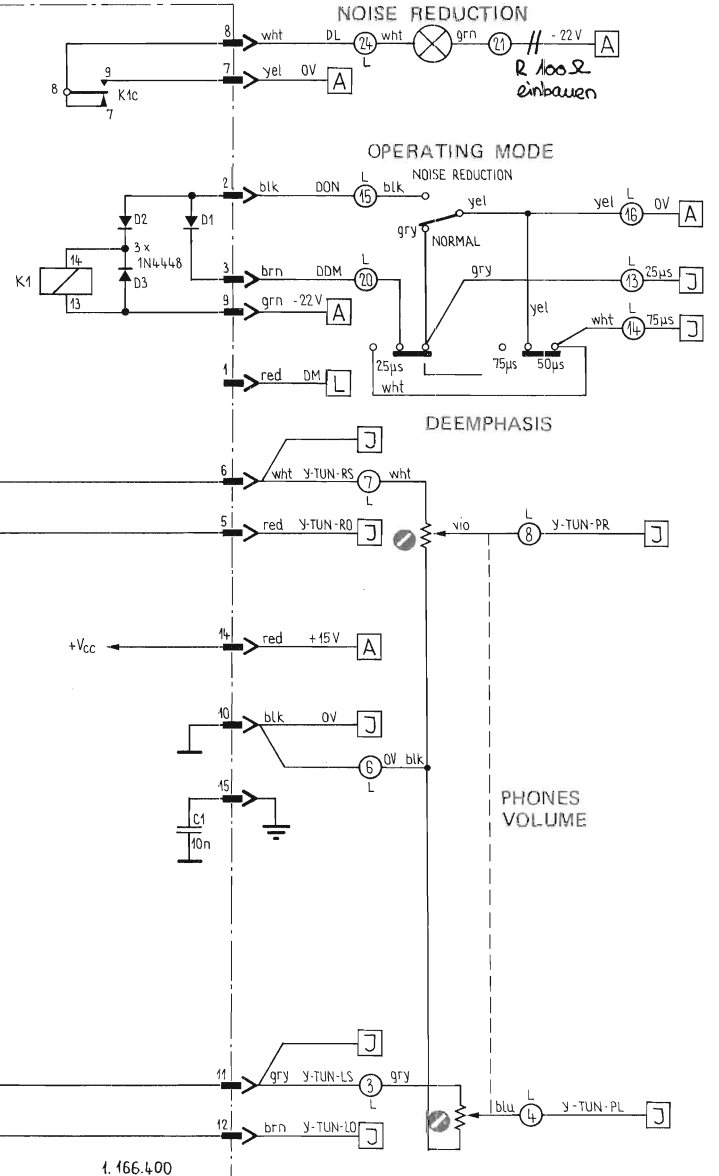 NOISE REDUCTION
8 wht DL 24 wht grn 21 -22V A
L
R 100Ω
einbauen
9 7 yel 0V A
8 K1c
7
OPERATING MODE
L NOISE REDUCTION
2 blk DON 15 blk
yel yel L 16 0V A
D2 D1
gry NORMAL
3x
1N4448
14 L
K1 D3 3 brn DDM 20 gry L 13 25µs J
13 9 grn -22V A
yel
wht L 14 75µs J
25µs 75µs 50µs
1 red DM L wht
DEEMPHASIS
J
6 wht Y-TUN-RS 7 wht
L
5 red Y-TUN-RO J vio L 8 Y-TUN-PR J
+Vcc 14 red +15V A
10 blk 0V J
6 0V blk
L
15
C1
10n
PHONES
VOLUME
J
11 gry Y-TUN-LS 3 gry
L
blu L 4 Y-TUN-PL J
12 brn Y-TUN-LO J
1.166.400